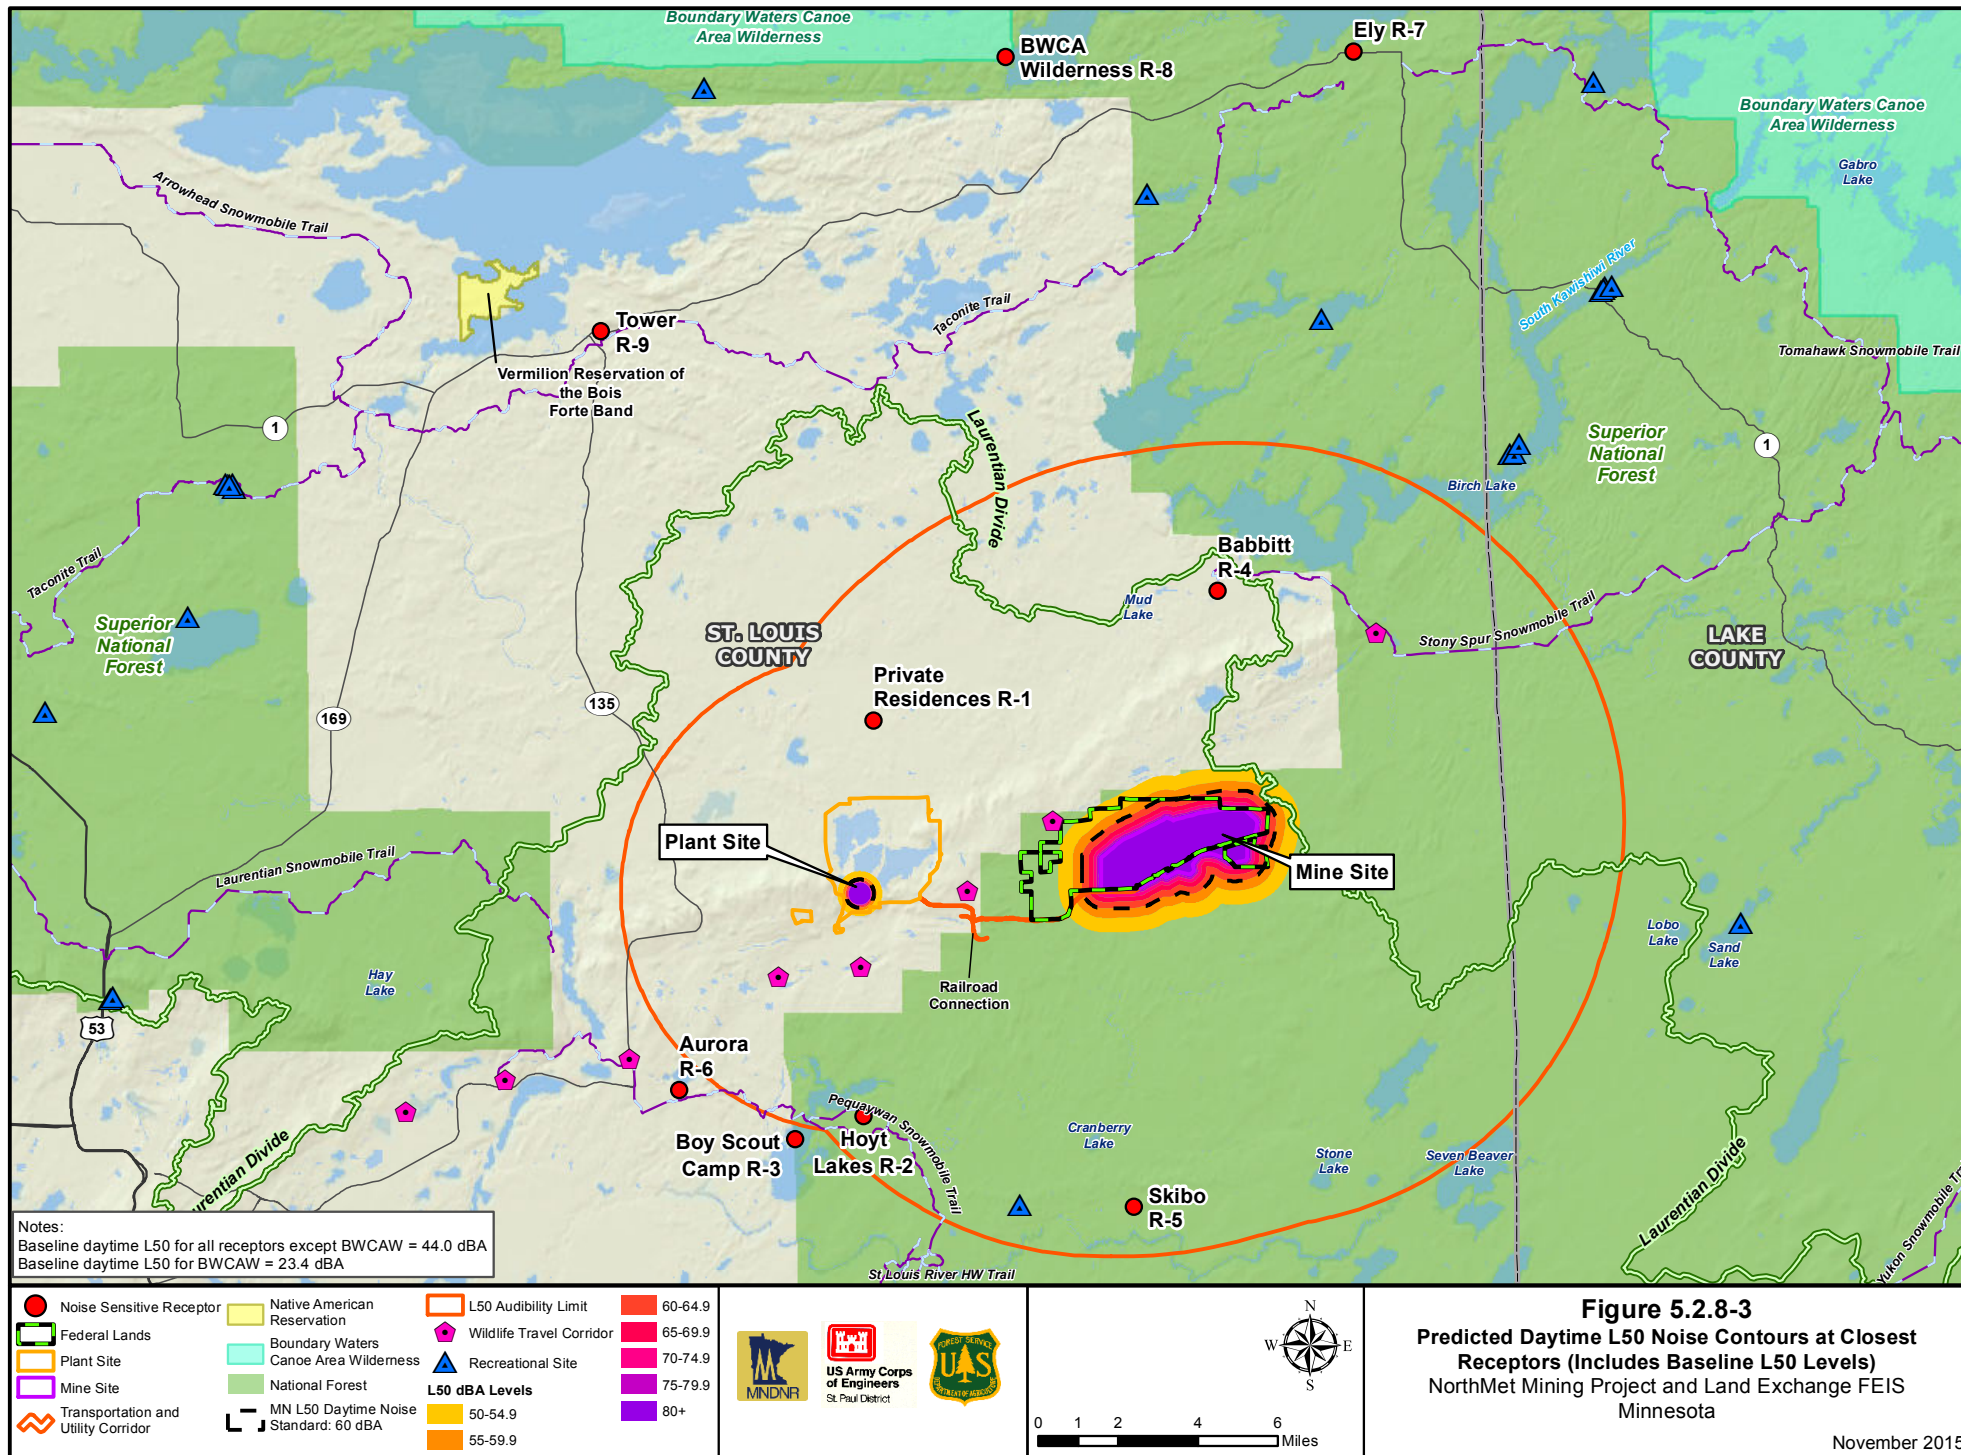 Boundary Waters Canoe
Area Wilderness
BWCA
Wilderness R-8
Ely R-7
Boundary Waters Canoe
Area Wilderness
Gabro
Lake
Arrowhead Snowmobile Trail
South Kawishiwi River
Taconite Trail
Tower
R-9
Vermilion Reservation of
the Bois
Forte Band
Tomahawk Snowmobile Trail
1
Laurentian Divide
Superior
National
Forest
1
Birch Lake
Babbitt
R-4
Mud
Lake
Taconite Trail
Superior
National
Forest
ST. LOUIS
COUNTY
Stony Spur Snowmobile Trail
LAKE
COUNTY
Private
Residences R-1
169
135
Plant Site
Mine Site
Laurentian Snowmobile Trail
Lobo
Lake
Sand
Lake
Hay
Lake
Railroad
Connection
53
Aurora
R-6
Pequaywan Snowmobile Trail
Boy Scout
Camp R-3
Hoyt
Lakes R-2
Cranberry
Lake
Stone
Lake
Seven Beaver
Lake
Skibo
R-5
Laurentian Divide
urentian Divide
Yukon Snowmobile Tra
St Louis River HW Trail
Notes:
Baseline daytime L50 for all receptors except BWCAW = 44.0 dBA
Baseline daytime L50 for BWCAW = 23.4 dBA
Noise Sensitive Receptor
Federal Lands
Plant Site
Mine Site
Transportation and
Utility Corridor
Native American
Reservation
Boundary Waters
Canoe Area Wilderness
National Forest
MN L50 Daytime Noise
Standard: 60 dBA
L50 Audibility Limit
Wildlife Travel Corridor
Recreational Site
L50 dBA Levels
50-54.9
55-59.9
60-64.9
65-69.9
70-74.9
75-79.9
80+
MNDNR
US Army Corps
of Engineers
St. Paul District
FOREST SERVICE
U S
DEPARTMENT OF AGRICULTURE
N
W E
S
0 1 2 4 6
Miles
Figure 5.2.8-3
Predicted Daytime L50 Noise Contours at Closest
Receptors (Includes Baseline L50 Levels)
NorthMet Mining Project and Land Exchange FEIS
Minnesota
November 2015